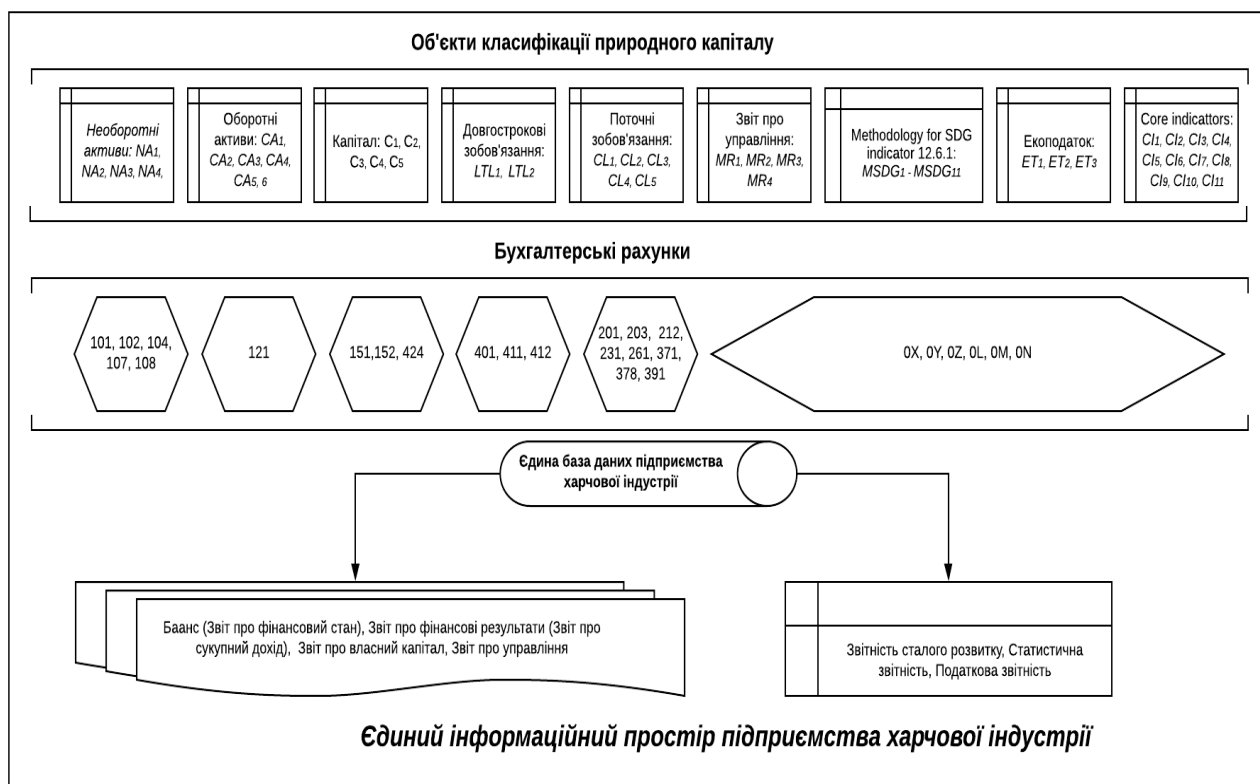 Об'єкти класифікації природного капіталу
Необоротні
активи: NA1,
NA2, NA3, NA4,
Оборотні
активи: CA1,
CA2, CA3, CA4,
CA5, 6
Капітал: C1, C2,
C3, C4, C5
Довгострокові
зобов'язання:
LTL1, LTL2
Поточні
зобов'язання:
CL1, CL2, CL3,
CL4, CL5
Звіт про
управління:
MR1, MR2, MR3,
MR4
Methodology for SDG
indicator 12.6.1:
MSDG1 - MSDG11
Екоподаток:
ET1, ET2, ET3
Core indicattors:
CI1, CI2, CI3, CI4,
CI5, CI6, CI7, CI8,
CI9, CI10, CI11
Бухгалтерські рахунки
101, 102, 104,
107, 108
121
151,152, 424
401, 411, 412
201, 203, 212,
231, 261, 371,
378, 391
0X, 0Y, 0Z, 0L, 0M, 0N
Єдина база даних підприємства
харчової індустрії
Баанс (Звіт про фінансовий стан), Звіт про фінансові результати (Звіт про
сукупний дохід), Звіт про власний капітал, Звіт про управління
Звітність сталого розвитку, Статистична
звітність, Податкова звітність
Єдиний інформаційний простір підприємства харчової індустрії